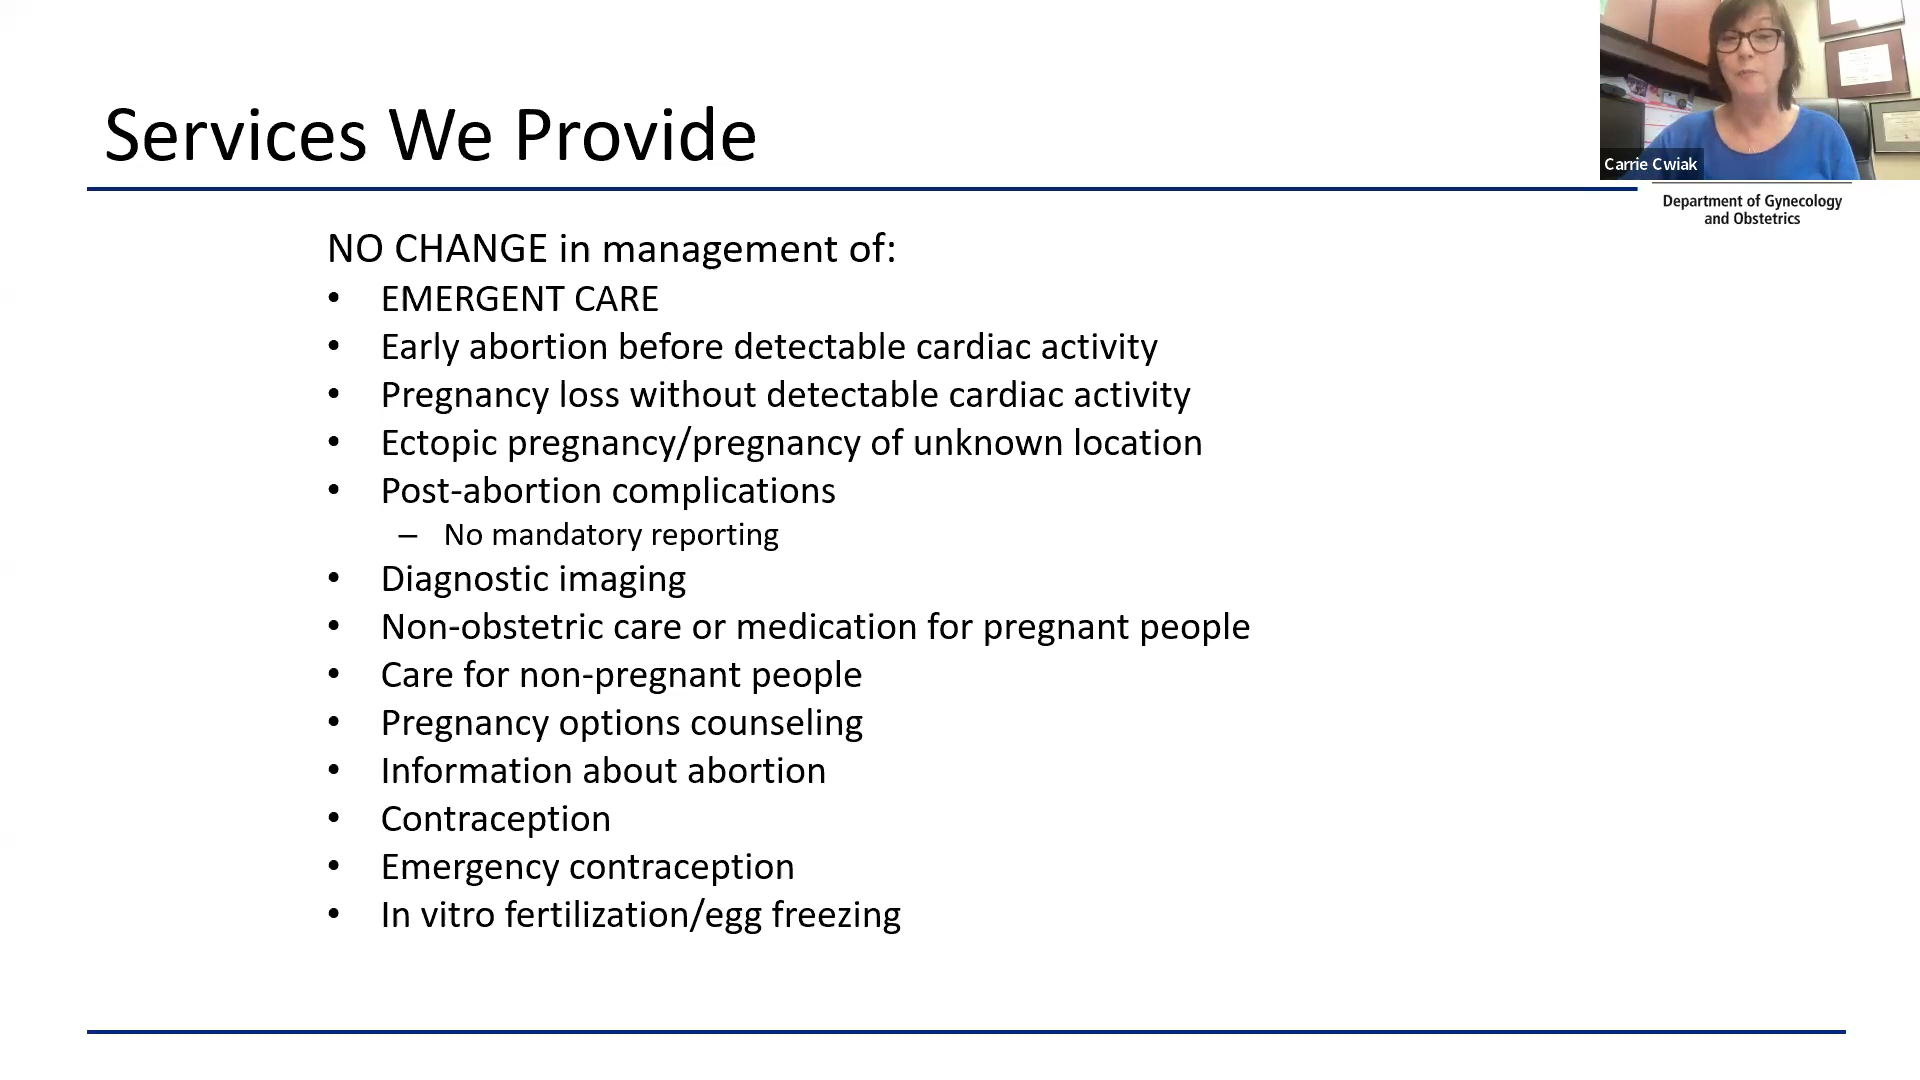 Services We Provide
Carrie Cwiak
Department of Gynecology
and Obstetrics
NO CHANGE in management of:
• EMERGENT CARE
• Early abortion before detectable cardiac activity
• Pregnancy loss without detectable cardiac activity
• Ectopic pregnancy/pregnancy of unknown location
• Post-abortion complications
– No mandatory reporting
• Diagnostic imaging
• Non-obstetric care or medication for pregnant people
• Care for non-pregnant people
• Pregnancy options counseling
• Information about abortion
• Contraception
• Emergency contraception
• In vitro fertilization/egg freezing